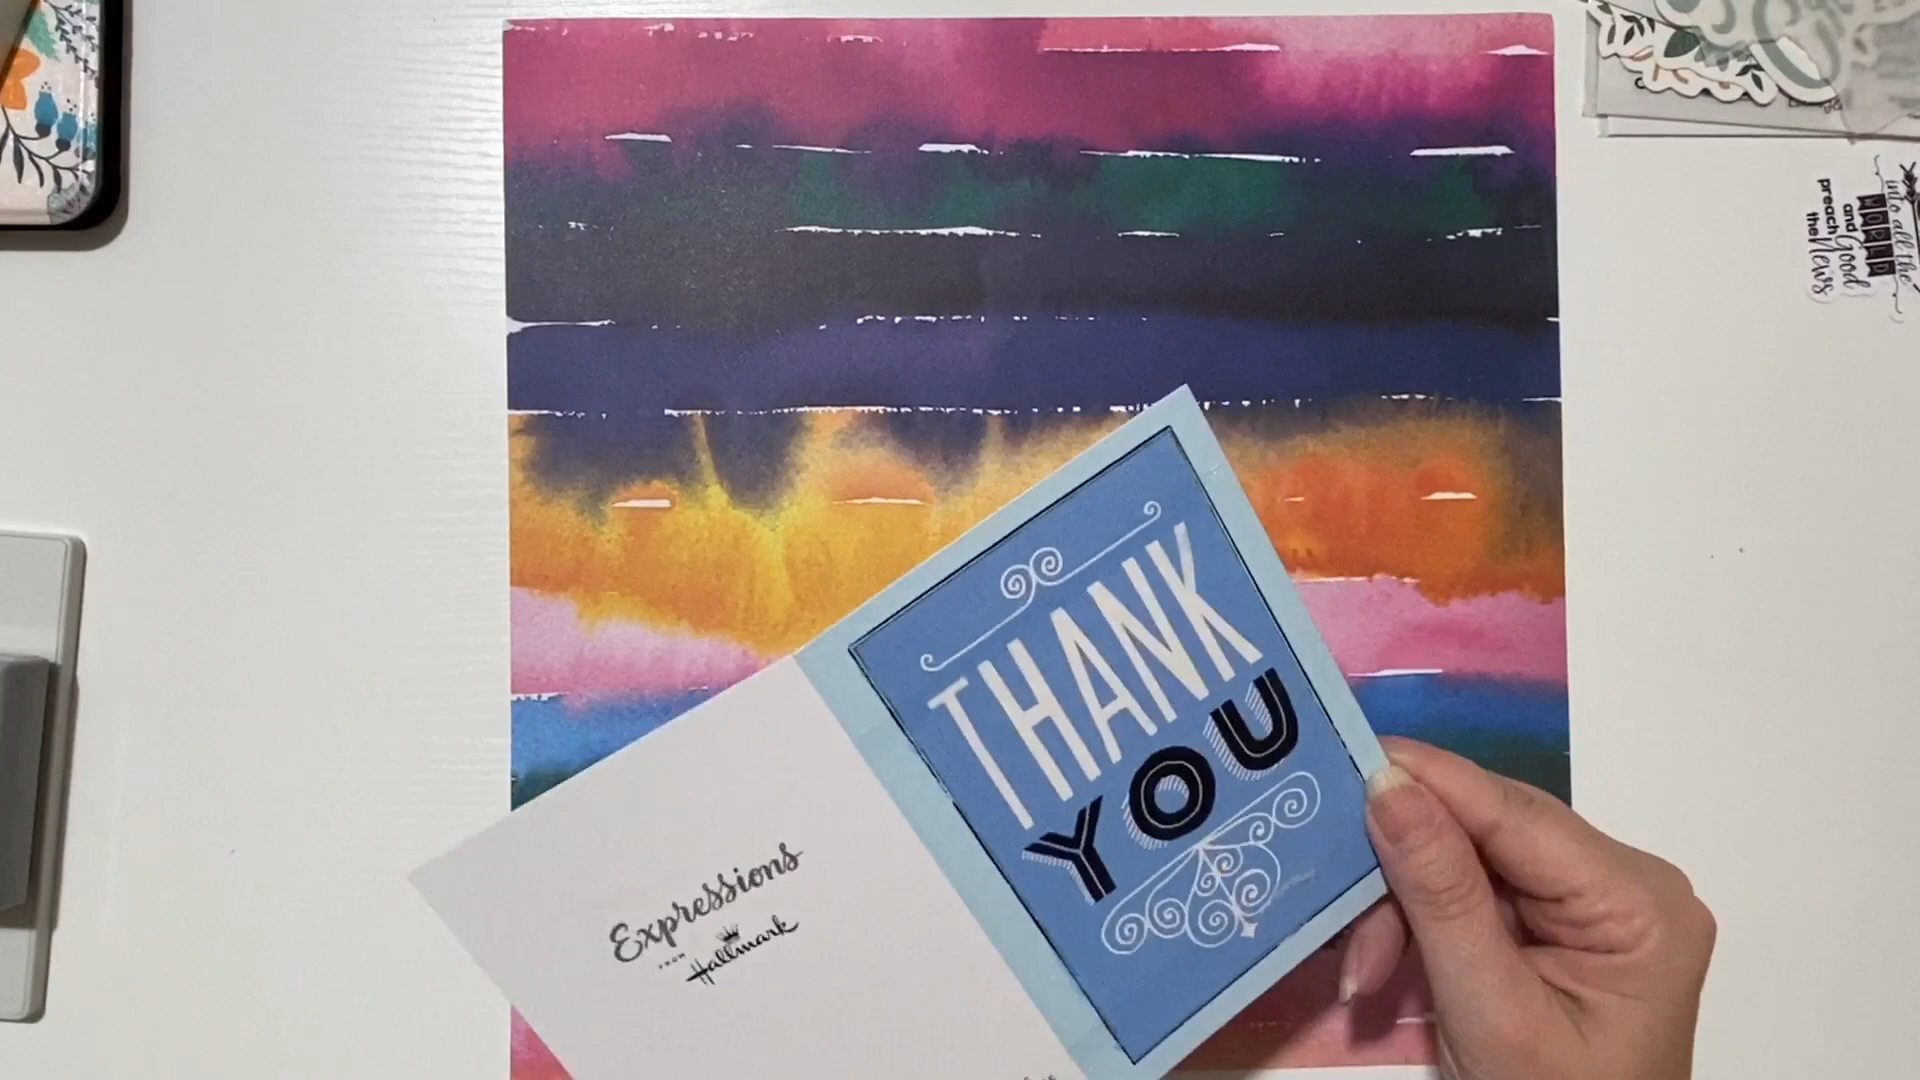 THANK
YOU
Expressions
FROM
Hallmark
into all the
WORLD
and Good
preach
the News